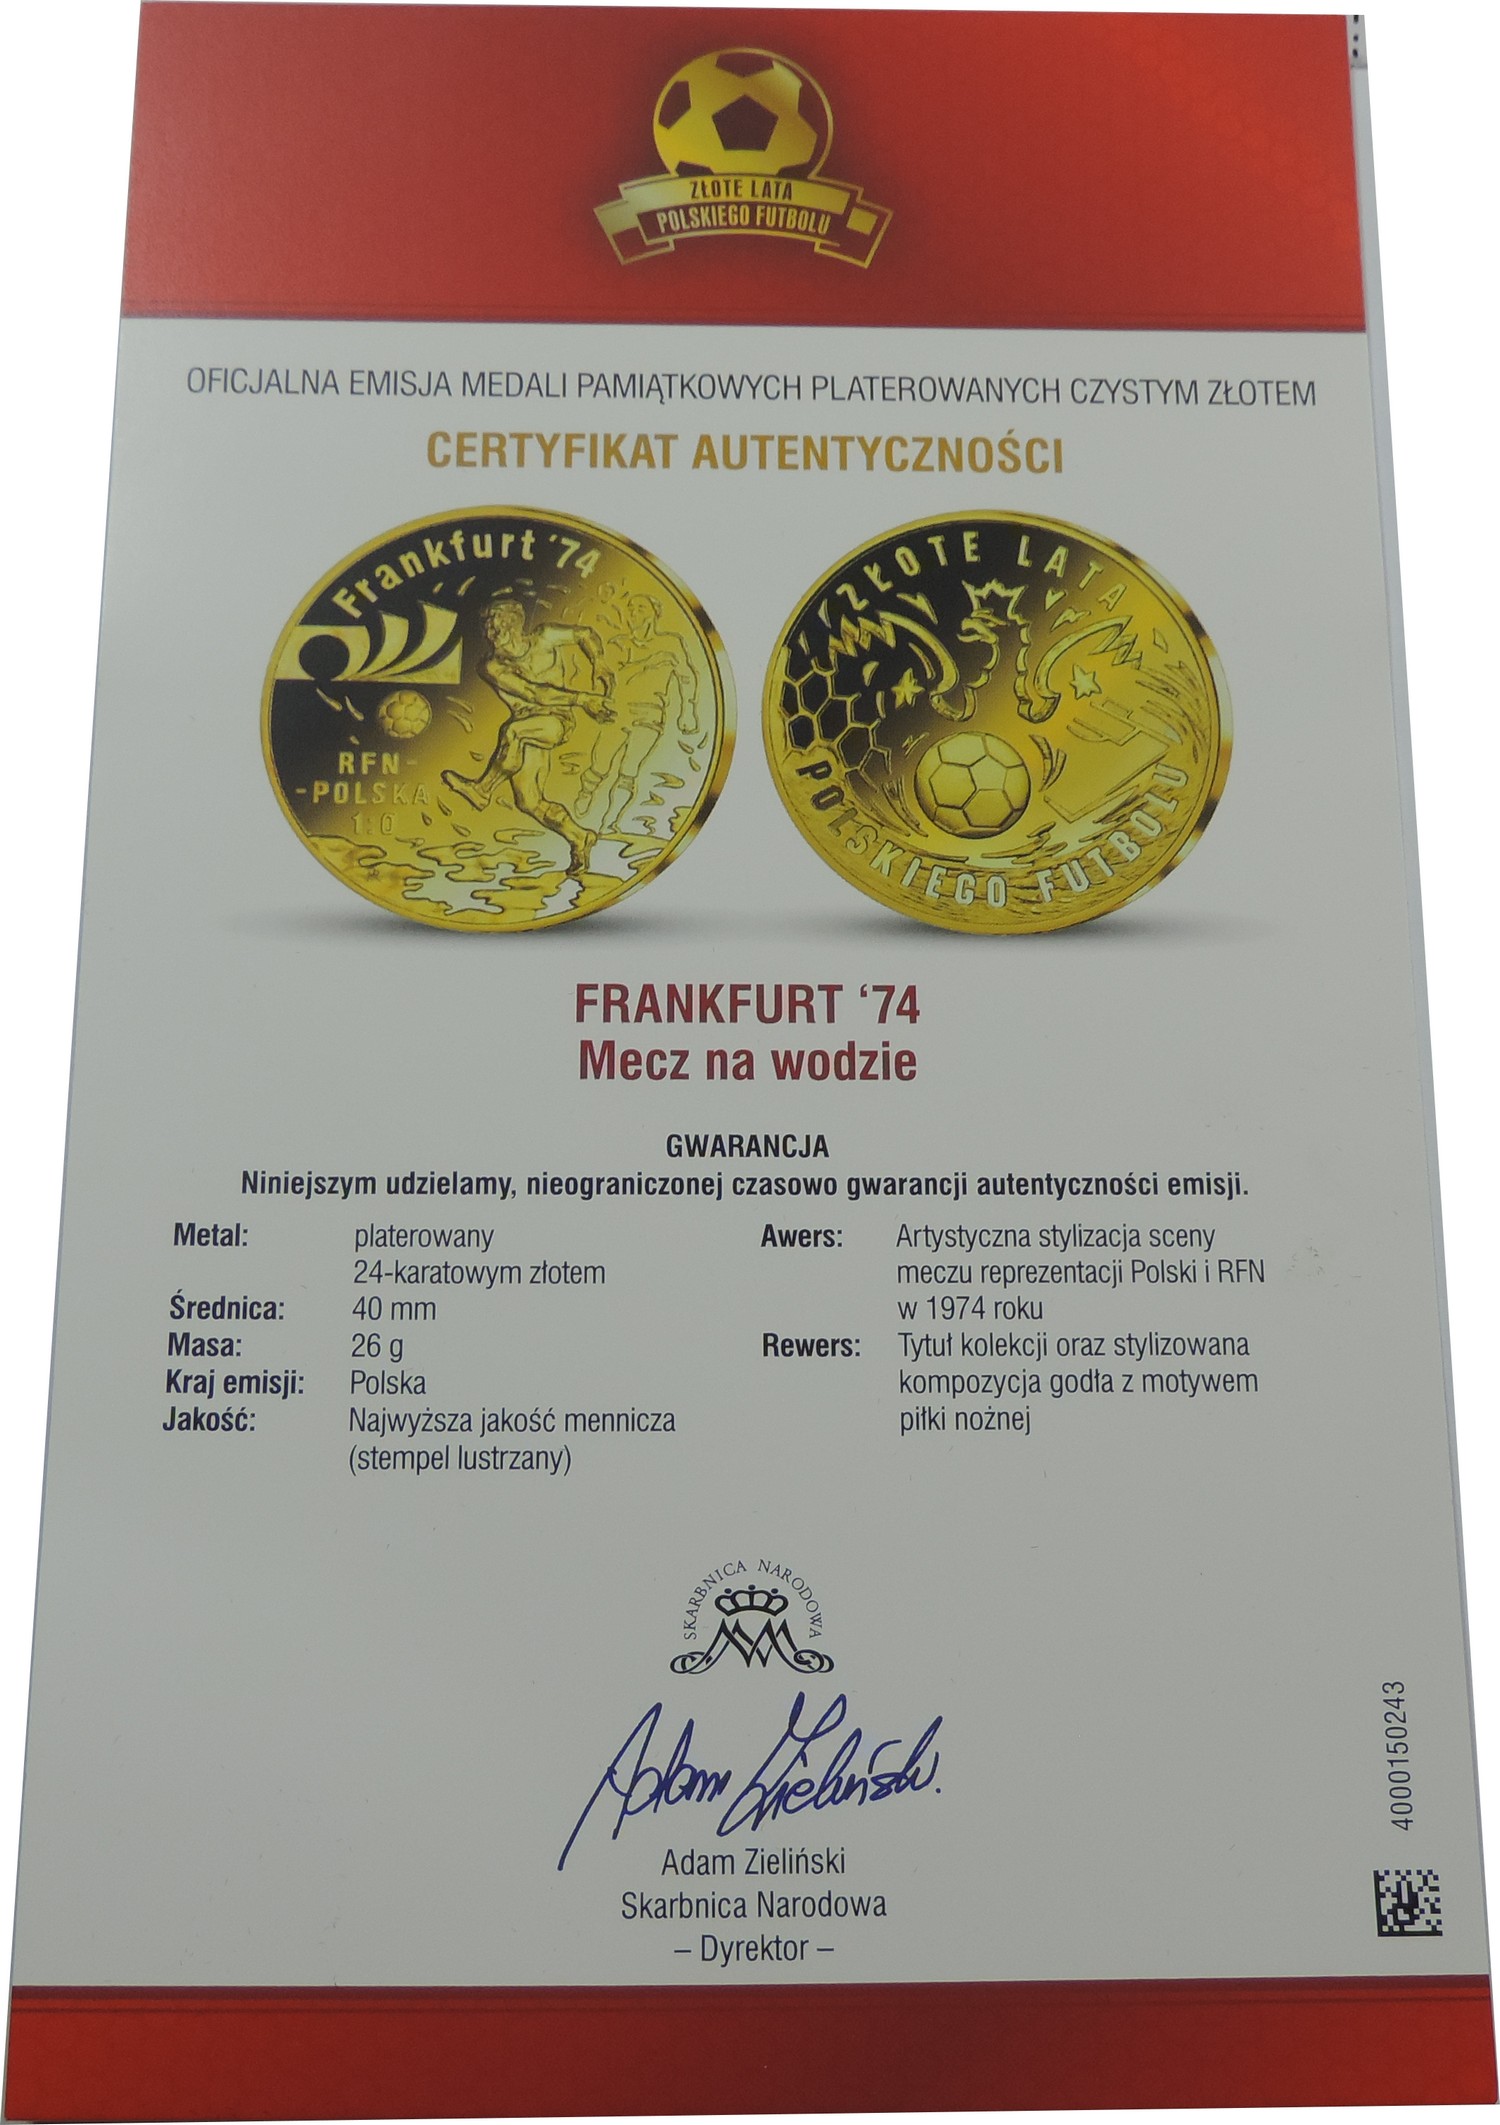 ZŁOTE LATA
POLSKIEGO FUTBOLU
OFICJALNA EMISJA MEDALI PAMIĄTKOWYCH PLATEROWANYCH CZYSTYM ZŁOTEM
CERTYFIKAT AUTENTYCZNOŚCI
Frankfurt '74
RFN-
-POLSKA
1:0
ZŁOTE LATA
POLSKIEGO FUTBOLU
FRANKFURT ‘74
Mecz na wodzie
GWARANCJA
Niniejszym udzielamy, nieograniczonej czasowo gwarancji autentyczności emisji.
Metal: platerowany
24-karatowym złotem
Średnica: 40 mm
Masa: 26 g
Kraj emisji: Polska
Jakość: Najwyższa jakość mennicza
(stempel lustrzany)
Awers: Artystyczna stylizacja sceny
meczu reprezentacji Polski i RFN
w 1974 roku
Rewers: Tytuł kolekcji oraz stylizowana
kompozycja godła z motywem
piłki nożnej
SKARBNICA NARODOWA
Adam Zieliński
Adam Zieliński
Skarbnica Narodowa
– Dyrektor –
4000150243